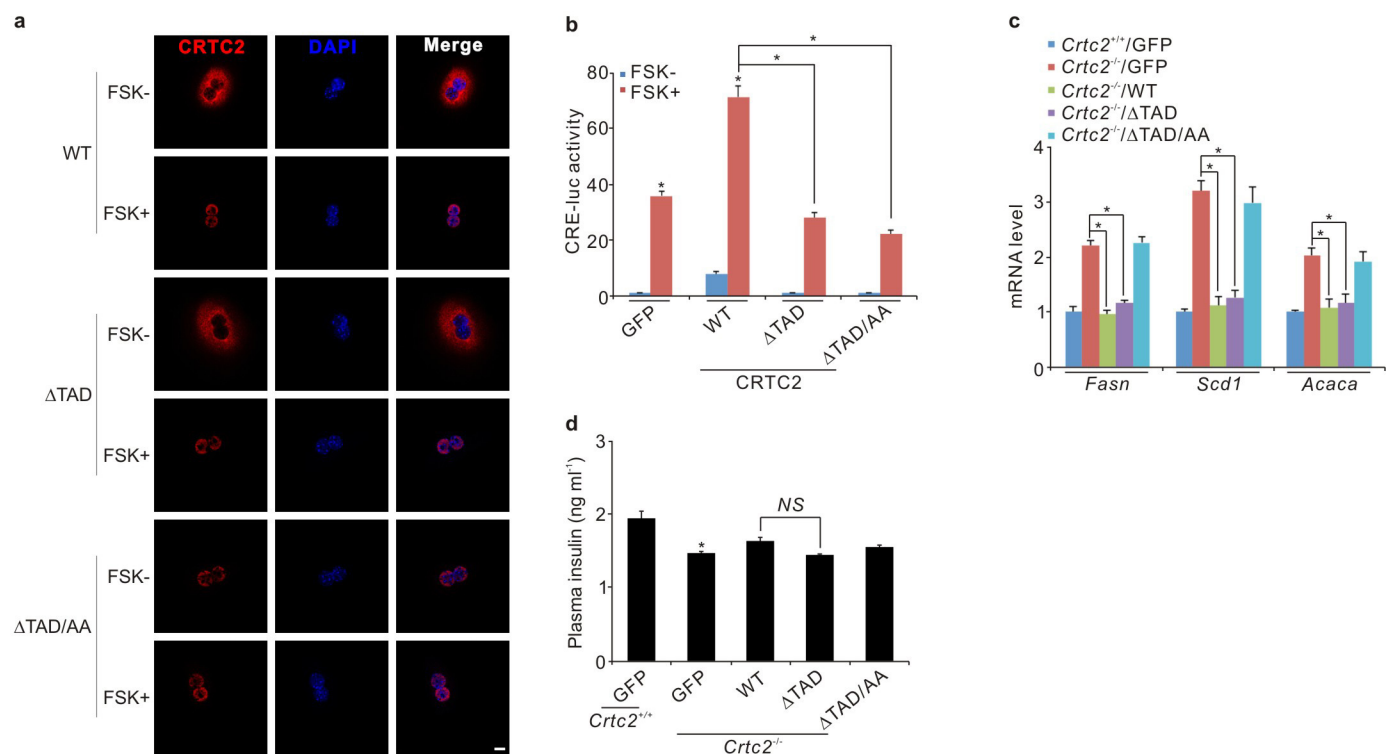 a
CRTC2 DAPI Merge
WT
FSK-
FSK+
ΔTAD
FSK-
FSK+
ΔTAD/AA
FSK-
FSK+
b
FSK-
FSK+
CRE-luc activity
80
60
40
20
0
* * * *
GFP WT ΔTAD ΔTAD/AA
CRTC2
c
Crtc2+/+/GFP
Crtc2-/-/GFP
Crtc2-/-/WT
Crtc2-/-/ΔTAD
Crtc2-/-/ΔTAD/AA
mRNA level
4
3
2
1
0
* * * * * *
Fasn Scd1 Acaca
d
Plasma insulin (ng ml-1)
3
2
1
0
*
NS
GFP GFP WT ΔTAD ΔTAD/AA
Crtc2+/+ Crtc2-/-